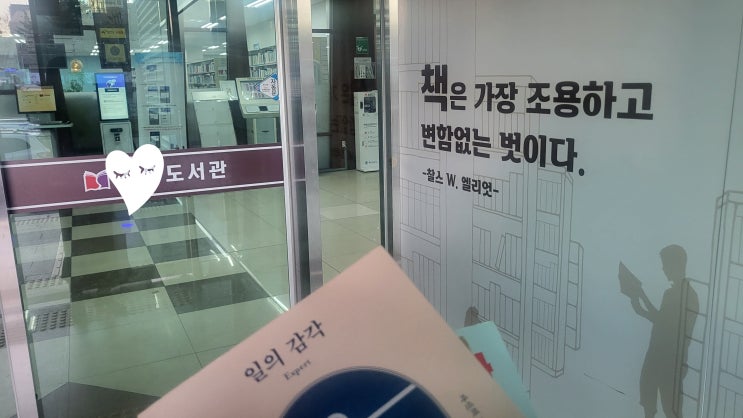 책은 가장 조용하고
변함없는 벗이다.
-찰스 W. 엘리엇-
도서관
일의 감각
Expert